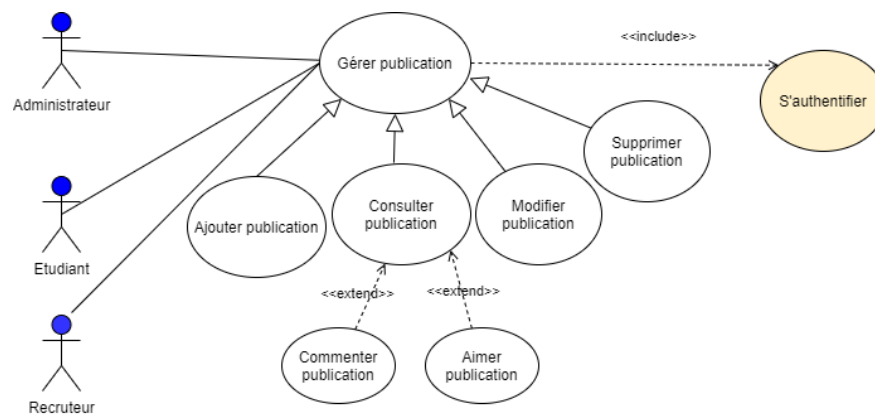 <<include>>
Gérer publication
S'authentifier
Administrateur
Supprimer
publication
Consulter
publication
Modifier
publication
Ajouter publication
Etudiant
<<extend>>
<<extend>>
Commenter
publication
Aimer
publication
Recruteur